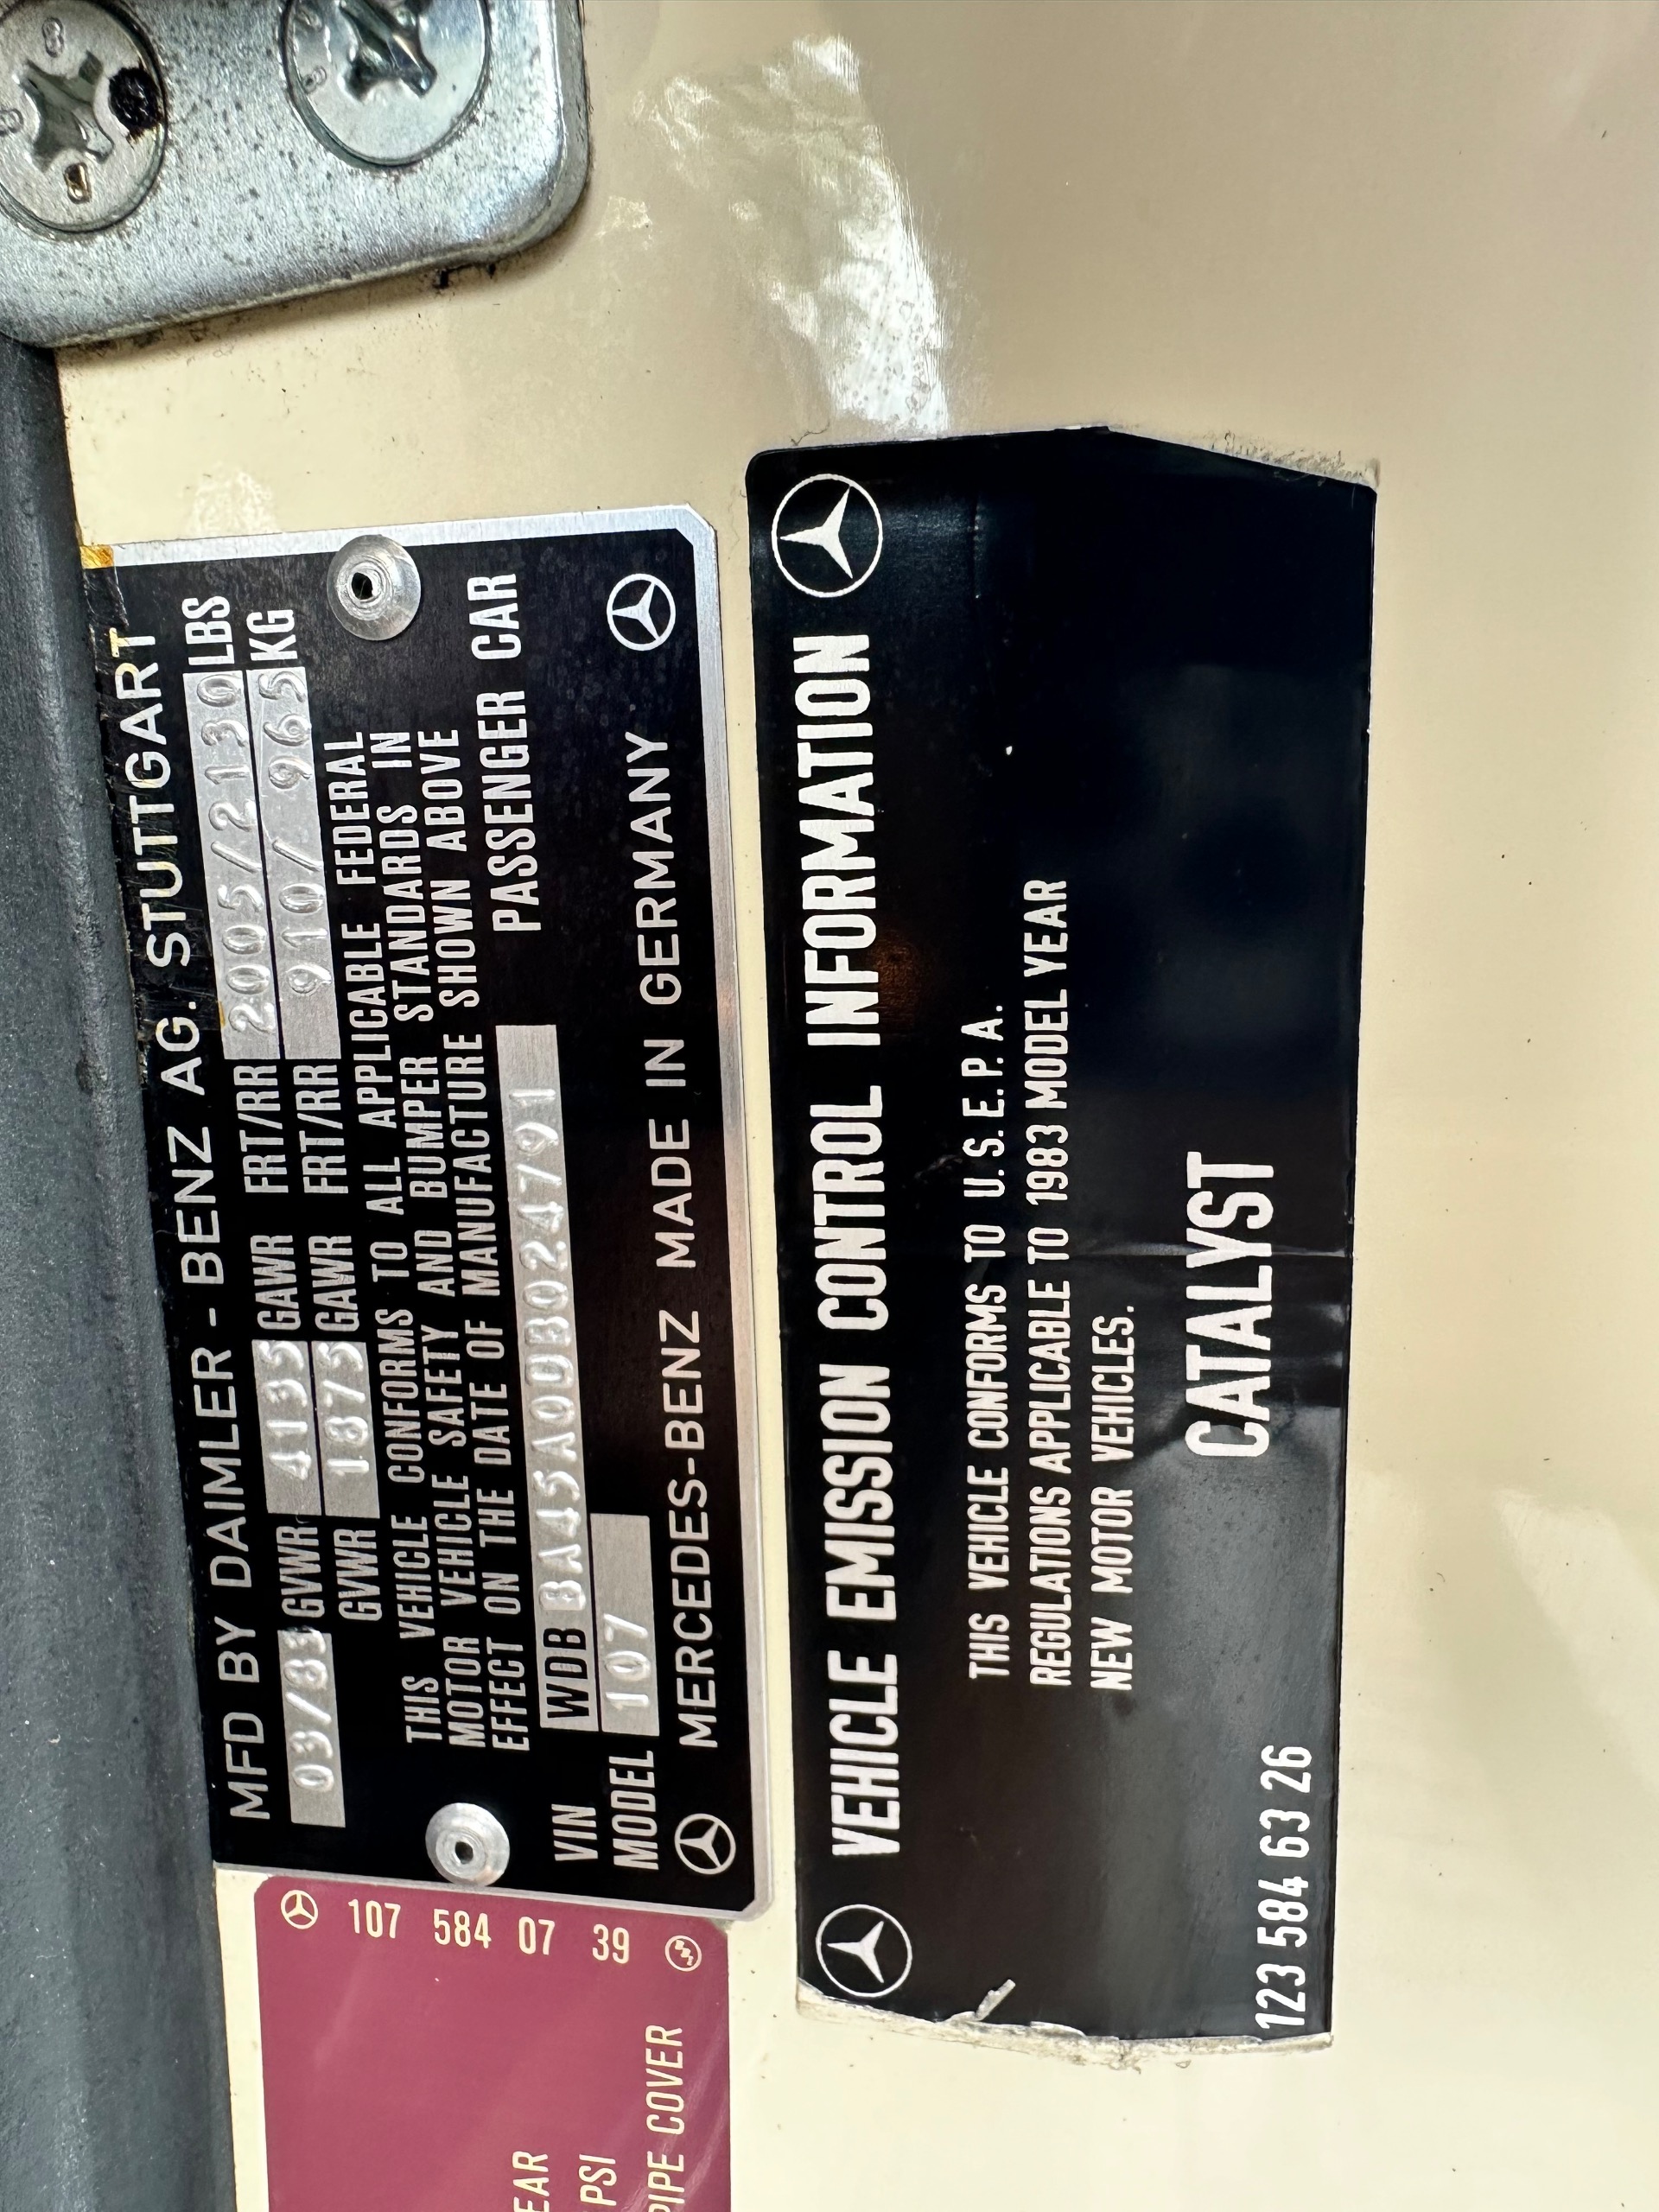 MFD BY DAIMLER - BENZ AG. STUTTGART
03/83 GVWR 4135 GAWR FRT/RR 2005/2130 LBS
GVWR 1875 GAWR FRT/RR 910/ 965 KG
THIS VEHICLE CONFORMS TO ALL APPLICABLE FEDERAL
MOTOR VEHICLE SAFETY AND BUMPER STANDARDS IN
EFFECT ON THE DATE OF MANUFACTURE SHOWN ABOVE
VIN WDB BA45A0DB024791 PASSENGER CAR
MODEL 107
MERCEDES-BENZ MADE IN GERMANY
107 584 07 39
EAR
PSI
PIPE COVER
VEHICLE EMISSION CONTROL INFORMATION
THIS VEHICLE CONFORMS TO U.S.E.P.A.
REGULATIONS APPLICABLE TO 1983 MODEL YEAR
NEW MOTOR VEHICLES.
CATALYST
123 584 63 26